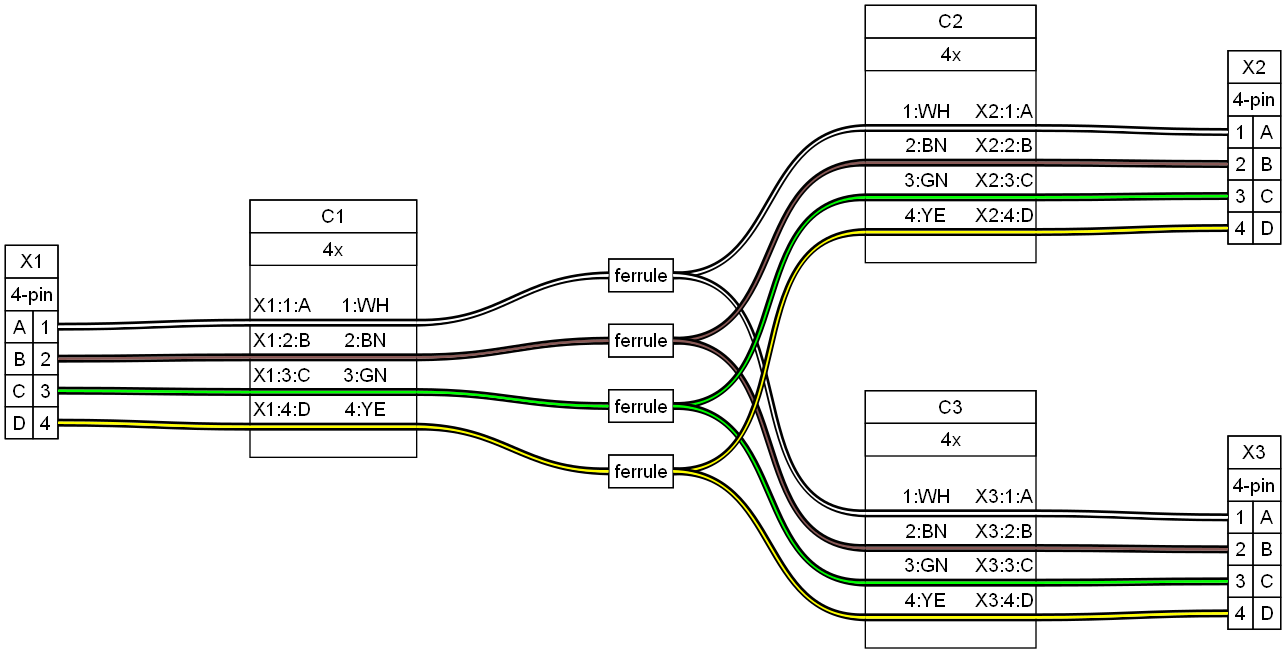 X1
4-pin
A 1
B 2
C 3
D 4
C1
4x
X1:1:A 1:WH
X1:2:B 2:BN
X1:3:C 3:GN
X1:4:D 4:YE
ferrule
ferrule
ferrule
ferrule
C2
4x
1:WH X2:1:A
2:BN X2:2:B
3:GN X2:3:C
4:YE X2:4:D
C3
4x
1:WH X3:1:A
2:BN X3:2:B
3:GN X3:3:C
4:YE X3:4:D
X2
4-pin
1 A
2 B
3 C
4 D
X3
4-pin
1 A
2 B
3 C
4 D